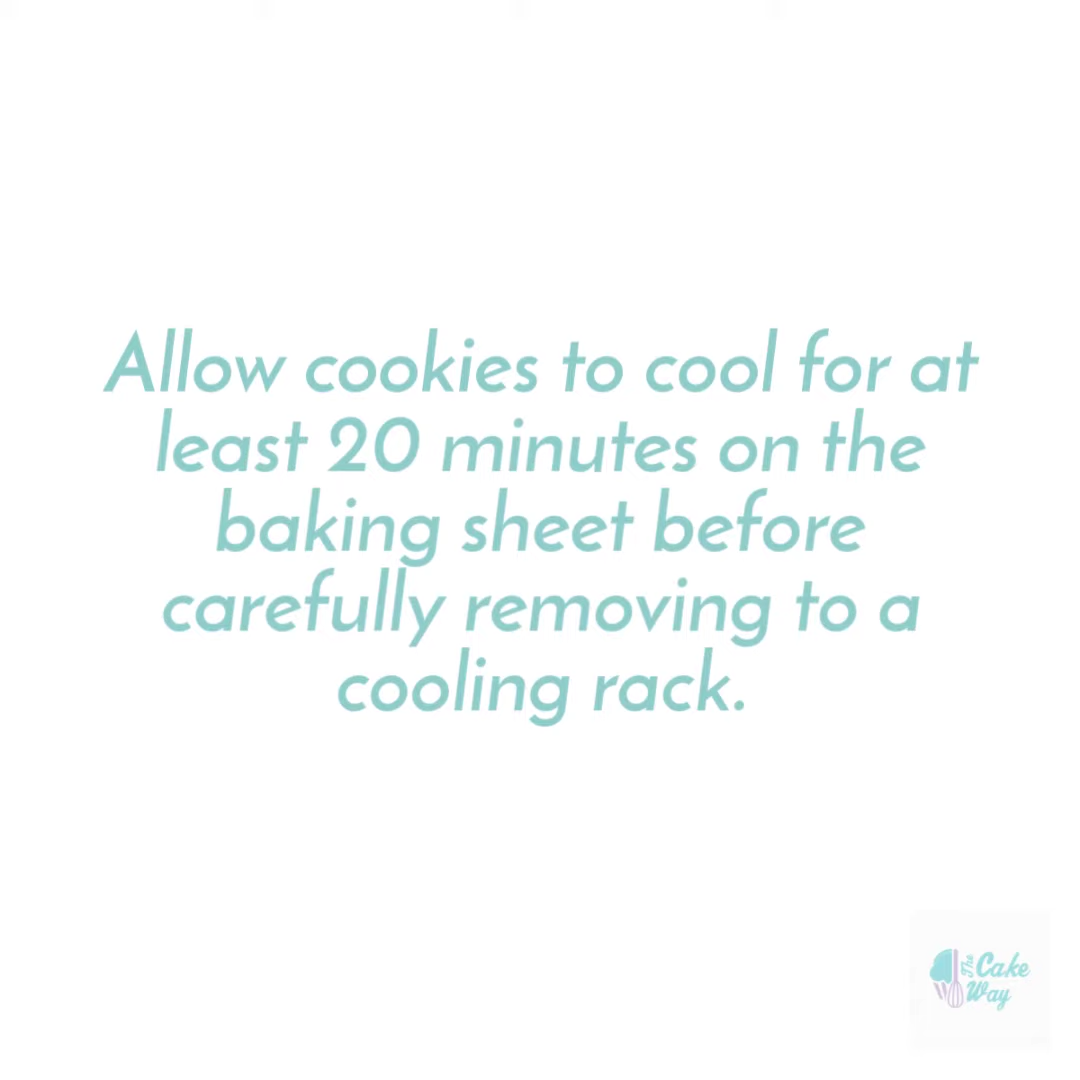 Allow cookies to cool for at
least 20 minutes on the
baking sheet before
carefully removing to a
cooling rack.
The Cake
Way